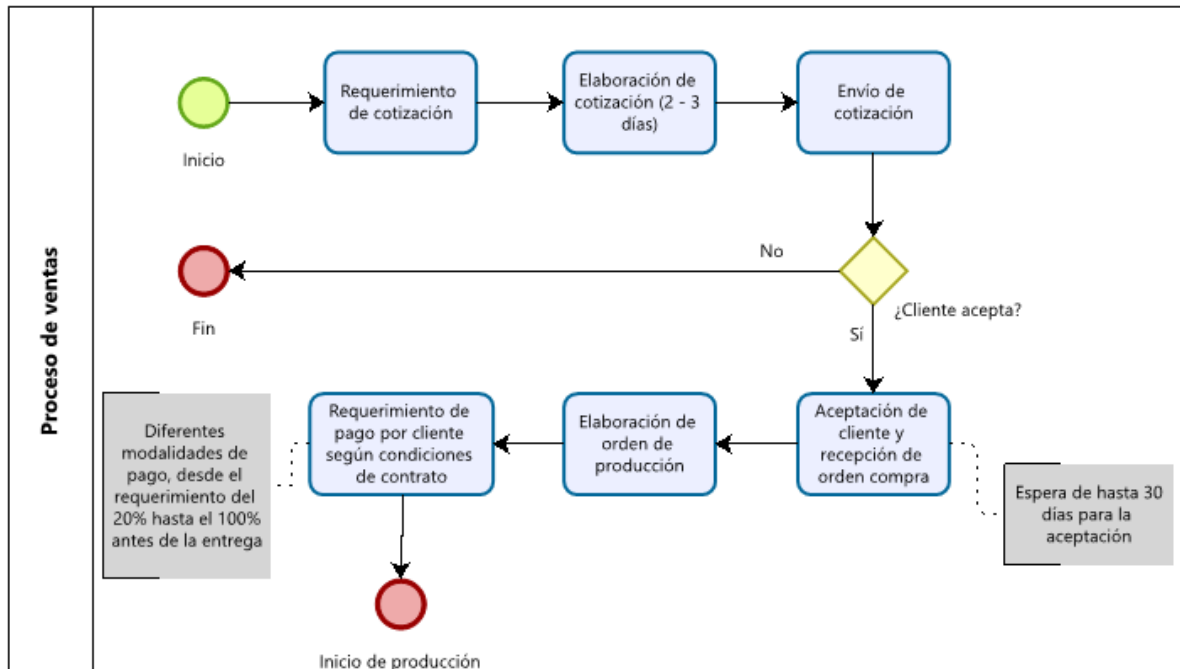 Proceso de ventas
Inicio
Requerimiento
de cotización
Elaboración de
cotización (2 - 3
días)
Envío de
cotización
¿Cliente acepta?
No
Fin
Sí
Aceptación de
cliente y
recepción de
orden compra
Espera de hasta 30
días para la
aceptación
Elaboración de
orden de
producción
Requerimiento de
pago por cliente
según condiciones
de contrato
Diferentes
modalidades de
pago, desde el
requerimiento del
20% hasta el 100%
antes de la entrega
Inicio de producción